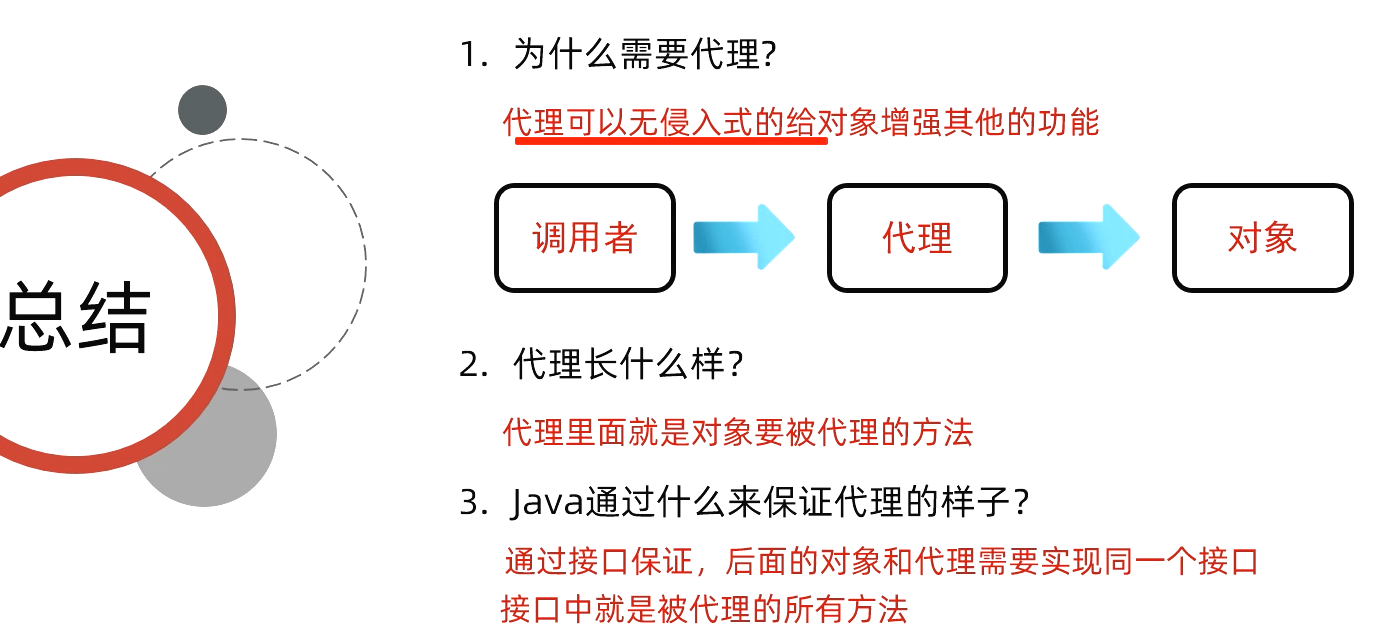 总结
1. 为什么需要代理?
代理可以无侵入式的给对象增强其他的功能
调用者
代理
对象
2. 代理长什么样?
代理里面就是对象要被代理的方法
3. Java通过什么来保证代理的样子?
通过接口保证，后面的对象和代理需要实现同一个接口
接口中就是被代理的所有方法